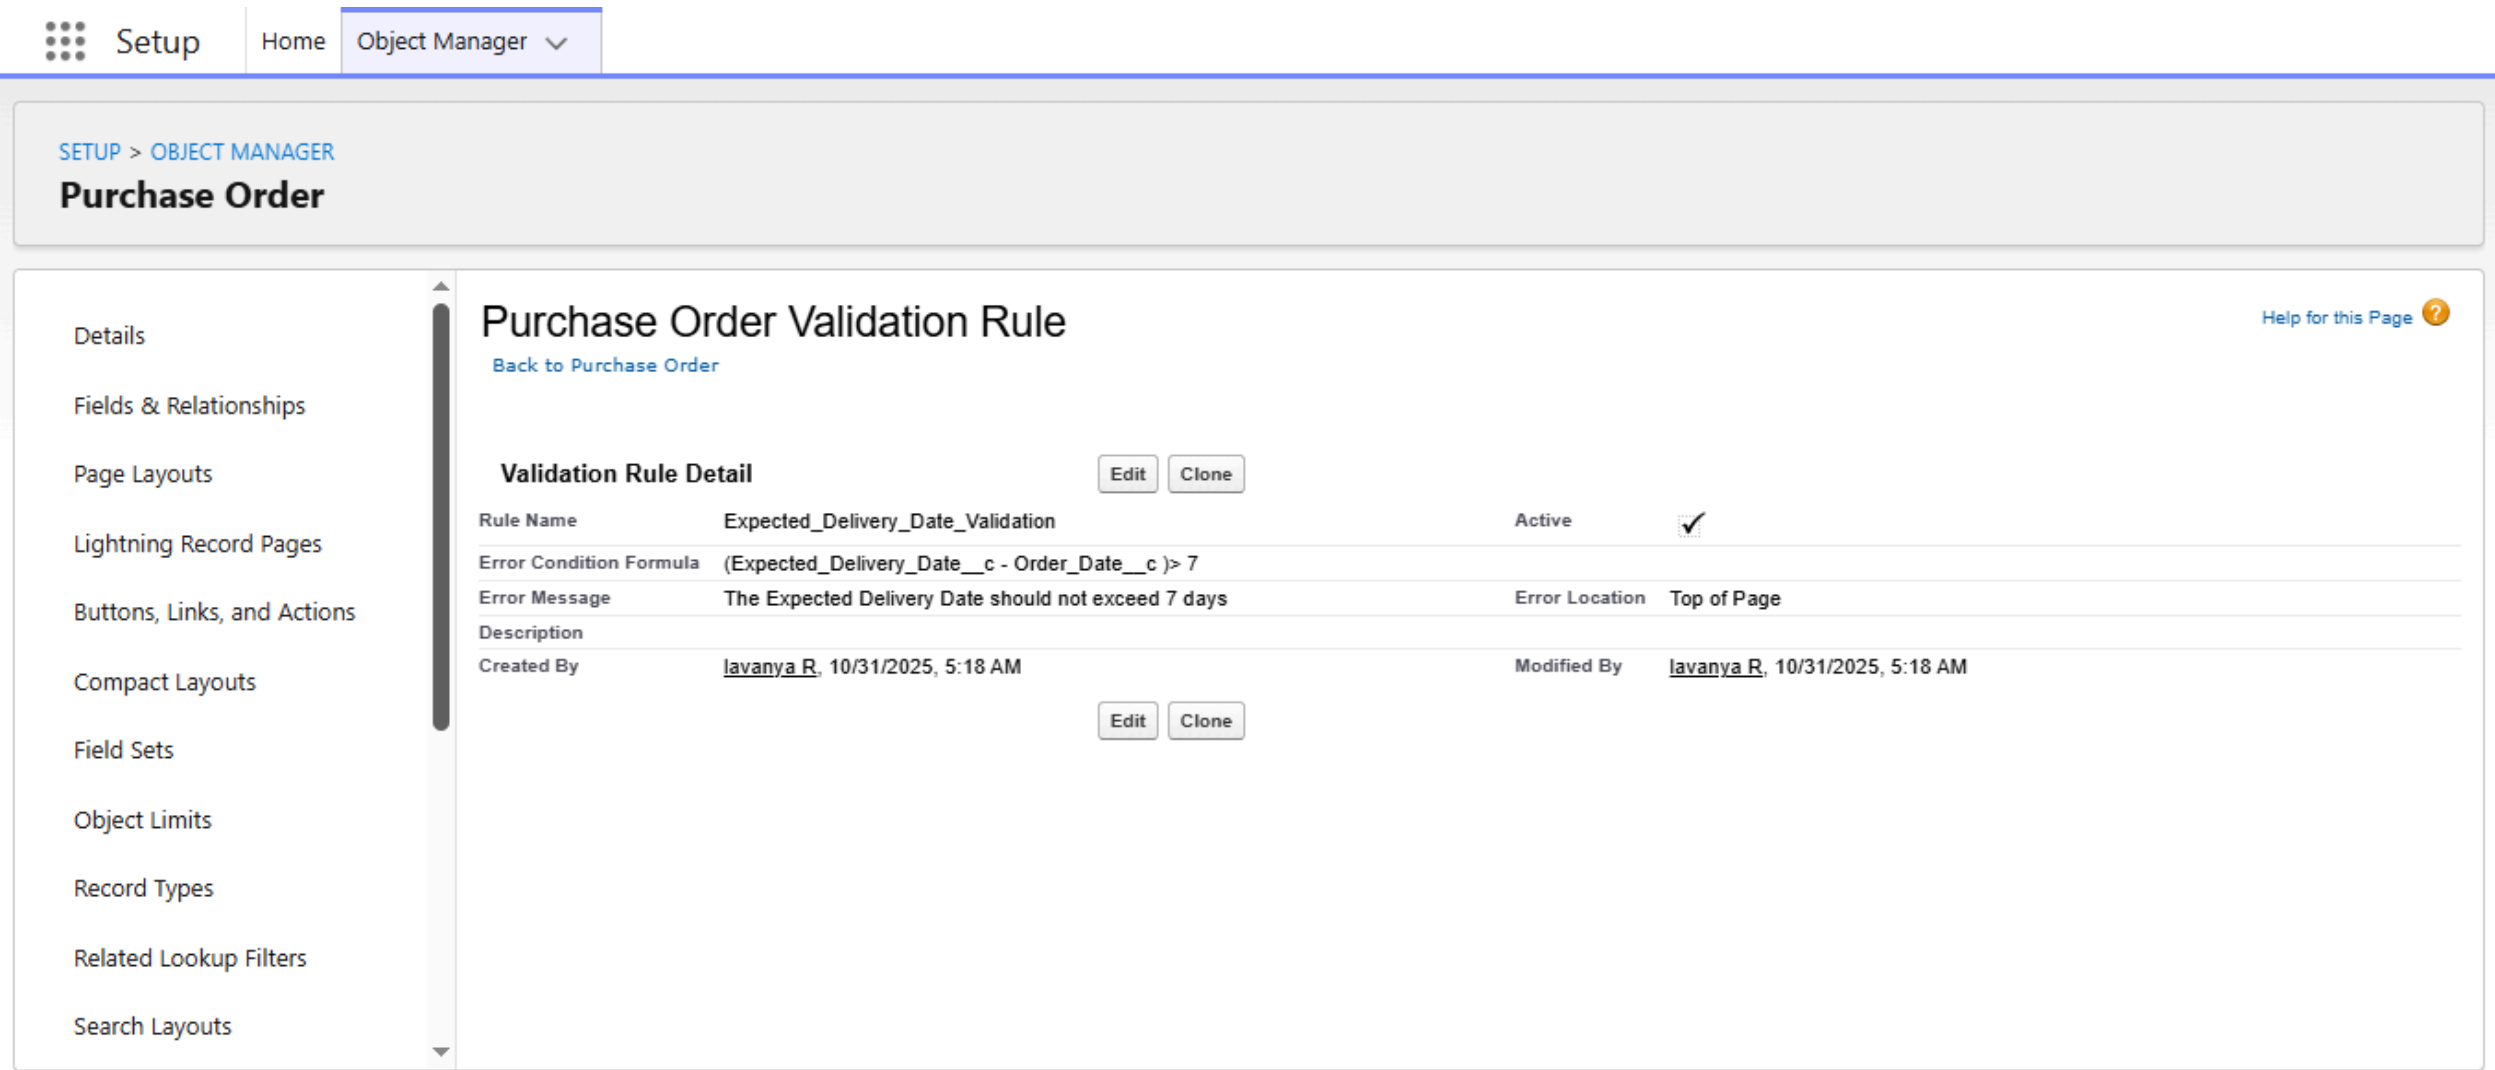 Setup
Home
Object Manager
SETUP > OBJECT MANAGER
Purchase Order
Details
Fields & Relationships
Page Layouts
Lightning Record Pages
Buttons, Links, and Actions
Compact Layouts
Field Sets
Object Limits
Record Types
Related Lookup Filters
Search Layouts
Purchase Order Validation Rule
Help for this Page ?
Back to Purchase Order
Validation Rule Detail
Edit
Clone
Rule Name Expected_Delivery_Date_Validation Active
Error Condition Formula (Expected_Delivery_Date__c - Order_Date__c )> 7
Error Message The Expected Delivery Date should not exceed 7 days Error Location Top of Page
Description
Created By lavanya R, 10/31/2025, 5:18 AM Modified By lavanya R, 10/31/2025, 5:18 AM
Edit
Clone